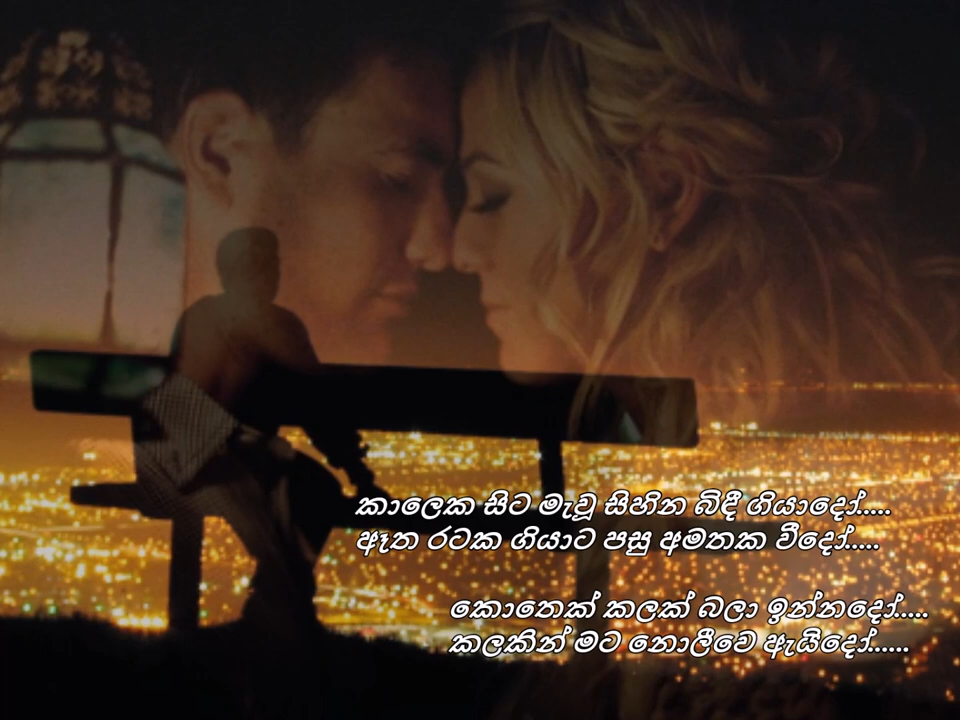 කාලෙක සිට මැවූ සිහින බිඳී ගියාදෝ.....
ඈත රටක ගියාට පසු අමතක වීදෝ.....
කොතෙක් කලක් බලා ඉන්නදෝ.....
කලකින් මට නොලීවෙ ඇයිදෝ......